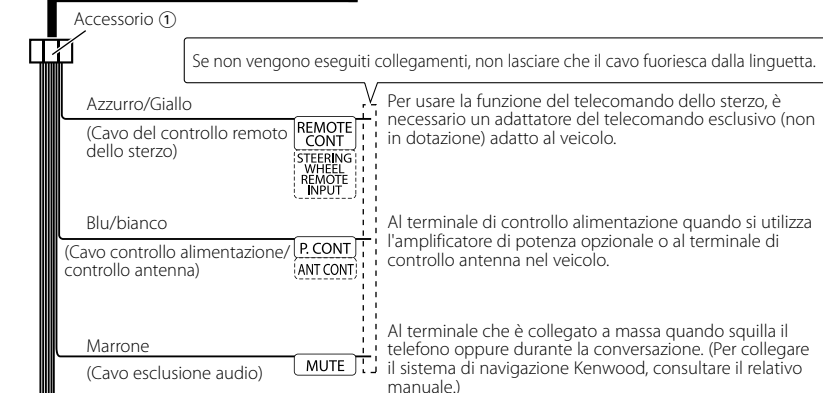 Accessorio ①
Se non vengono eseguiti collegamenti, non lasciare che il cavo fuoriesca dalla linguetta.
Azzurro/Giallo
(Cavo del controllo remoto
dello sterzo)
REMOTE
CONT
STEERING
WHEEL
REMOTE
INPUT
Per usare la funzione del telecomando dello sterzo, è
necessario un adattatore del telecomando esclusivo (non
in dotazione) adatto al veicolo.
Blu/bianco
(Cavo controllo alimentazione/
controllo antenna)
P. CONT
ANT CONT
Al terminale di controllo alimentazione quando si utilizza
l'amplificatore di potenza opzionale o al terminale di
controllo antenna nel veicolo.
Marrone
(Cavo esclusione audio)
MUTE
Al terminale che è collegato a massa quando squilla il
telefono oppure durante la conversazione. (Per collegare
il sistema di navigazione Kenwood, consultare il relativo
manuale.)